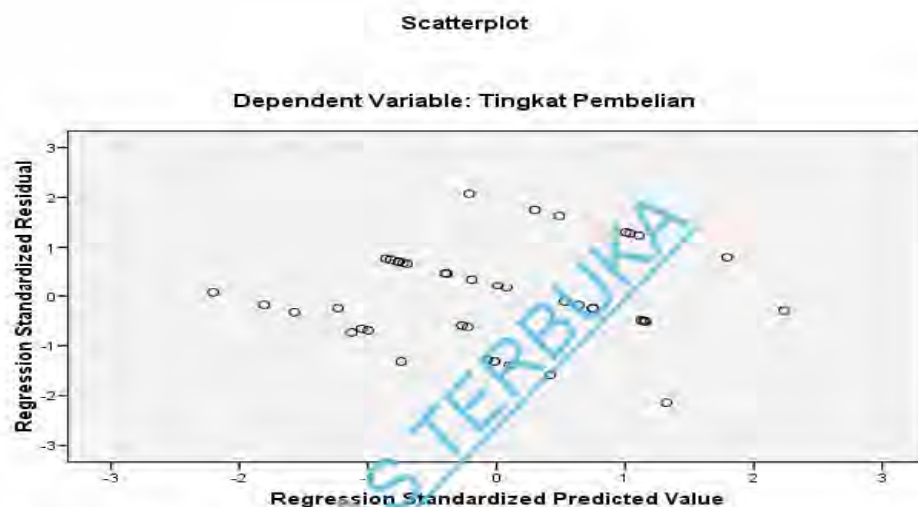 Scatterplot
Dependent Variable: Tingkat Pembelian
Regression Standardized Residual
3
2
1
0
-1
-2
-3
-3
-2
-1
0
1
2
3
Regression Standardized Predicted Value
S TERBUKA